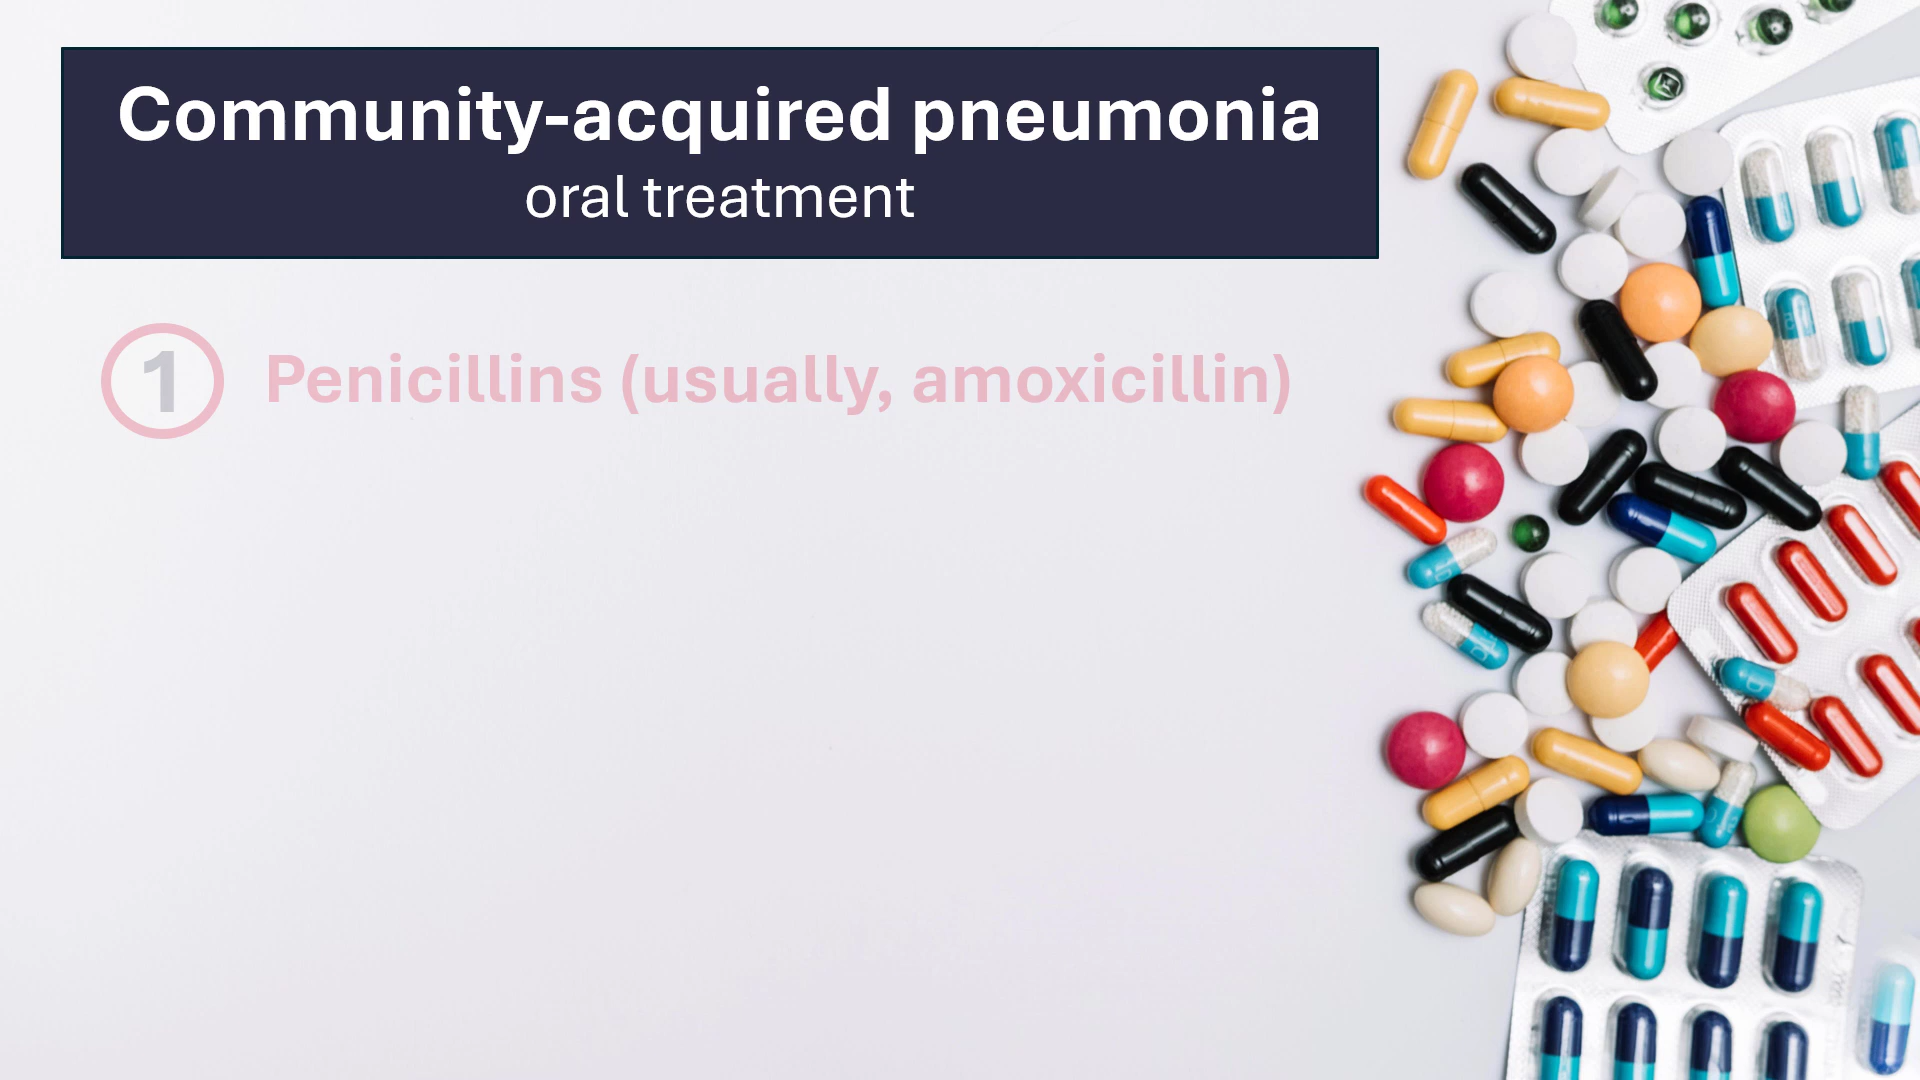 Community-acquired pneumonia
oral treatment
1 Penicillins (usually, amoxicillin)